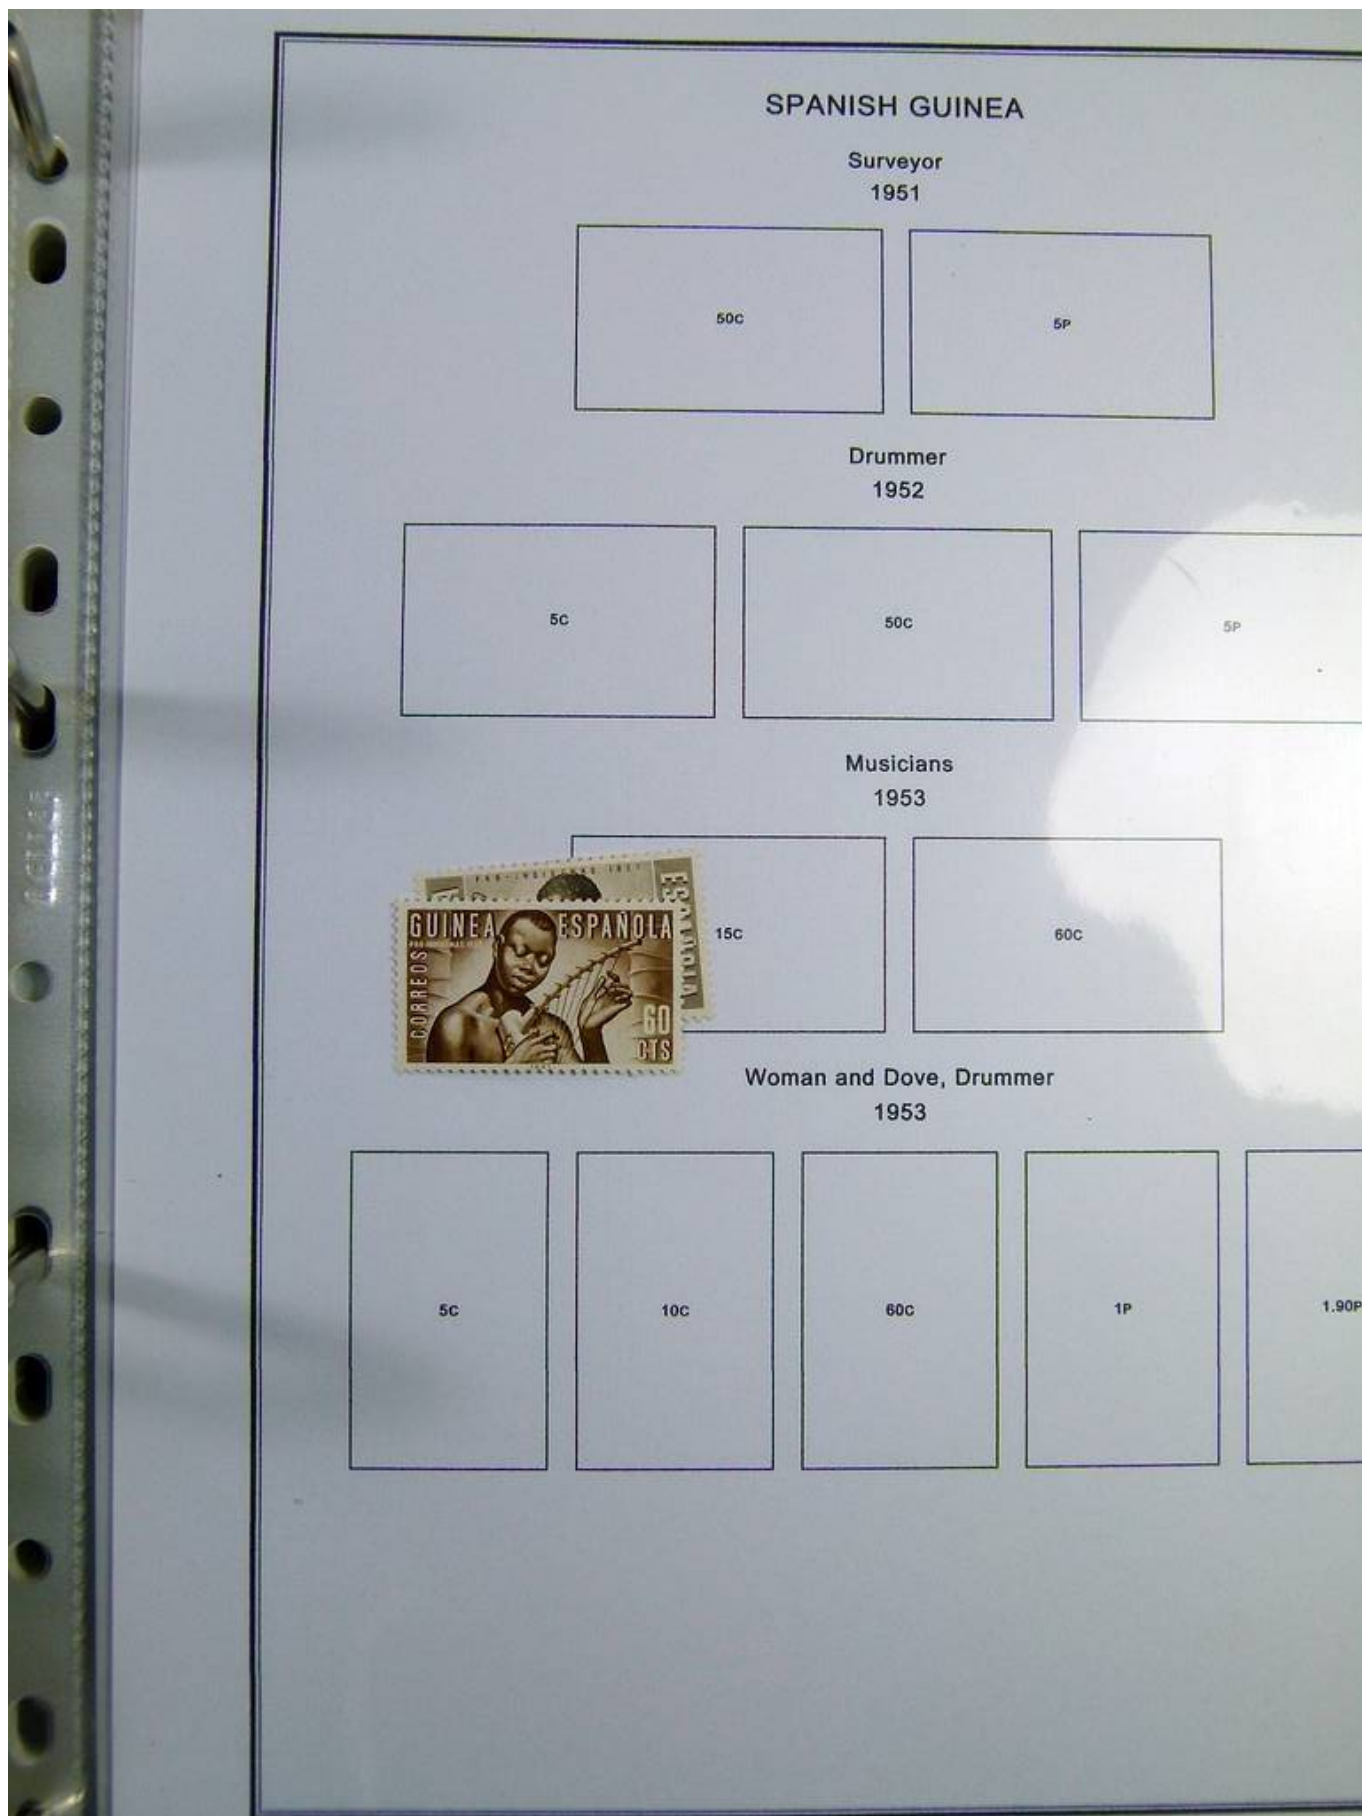 SPANISH GUINEA
Surveyor
1951
50C
5P
Drummer
1952
5C
50C
5P
Musicians
1953
15C
60C
ESPAÑOLA
GUINEA ESPAÑOLA
CORREOS
60
CTS
Woman and Dove, Drummer
1953
5C
10C
60C
1P
1.90P